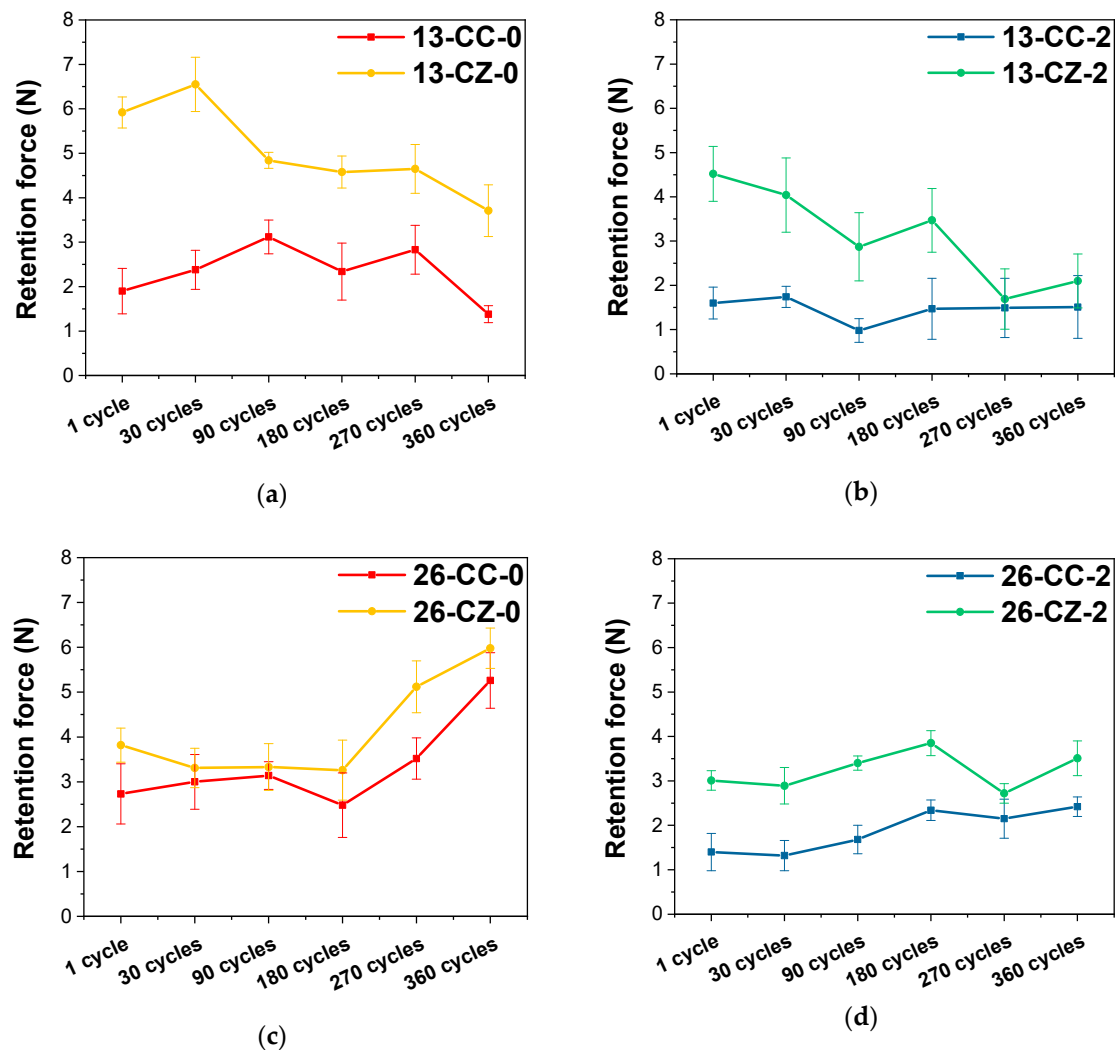 8
7
6
5
4
3
2
1
0
Retention force (N)
13-CC-0
13-CZ-0
1 cycle
30 cycles
90 cycles
180 cycles
270 cycles
360 cycles
(a)
8
7
6
5
4
3
2
1
0
Retention force (N)
13-CC-2
13-CZ-2
1 cycle
30 cycles
90 cycles
180 cycles
270 cycles
360 cycles
(b)
8
7
6
5
4
3
2
1
0
Retention force (N)
26-CC-0
26-CZ-0
1 cycle
30 cycles
90 cycles
180 cycles
270 cycles
360 cycles
(c)
8
7
6
5
4
3
2
1
0
Retention force (N)
26-CC-2
26-CZ-2
1 cycle
30 cycles
90 cycles
180 cycles
270 cycles
360 cycles
(d)